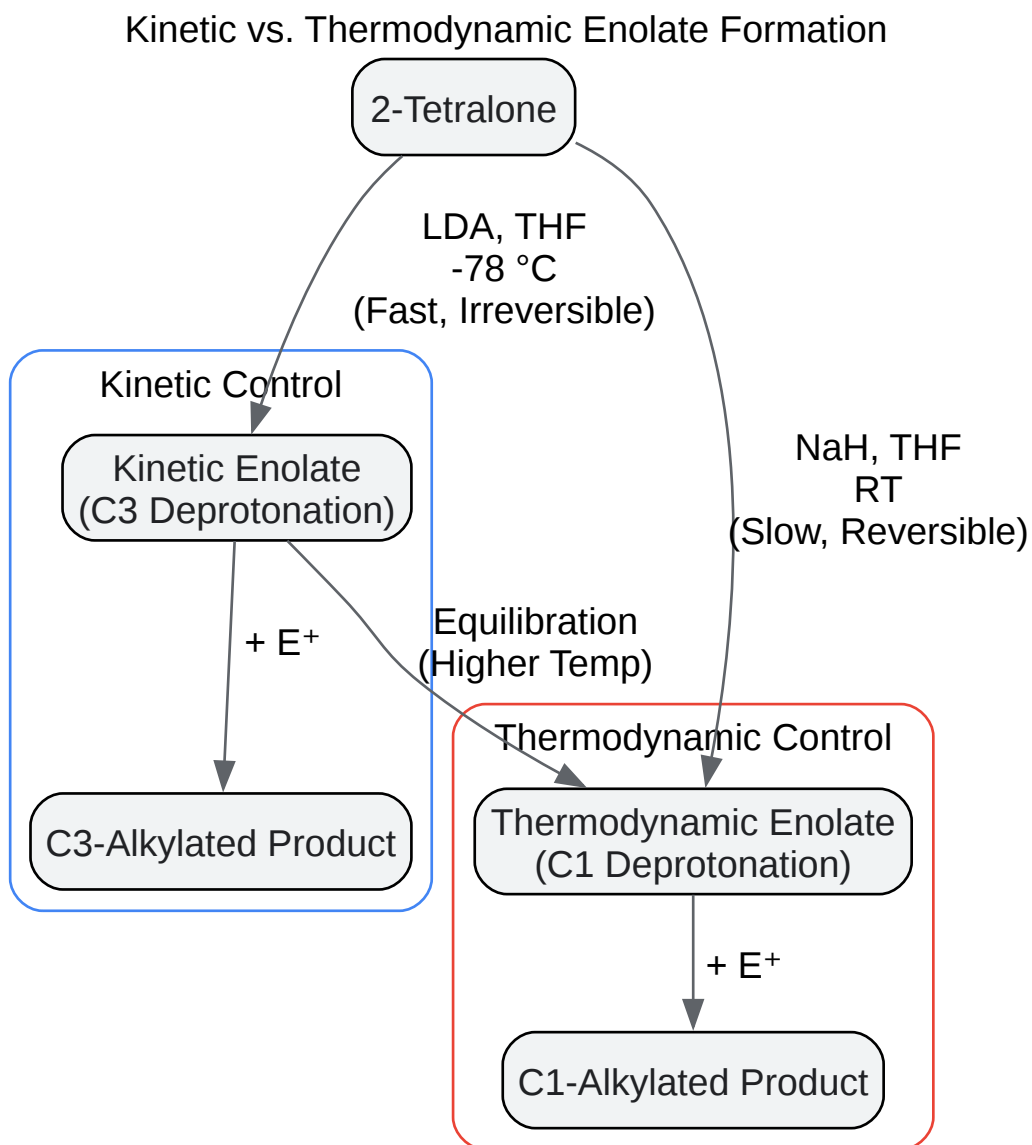 Kinetic vs. Thermodynamic Enolate Formation
2-Tetralone
LDA, THF
-78 °C
(Fast, Irreversible)
Kinetic Control
Kinetic Enolate
(C3 Deprotonation)
NaH, THF
RT
(Slow, Reversible)
+ E⁺
Equilibration
(Higher Temp)
Thermodynamic Control
C3-Alkylated Product
Thermodynamic Enolate
(C1 Deprotonation)
+ E⁺
C1-Alkylated Product